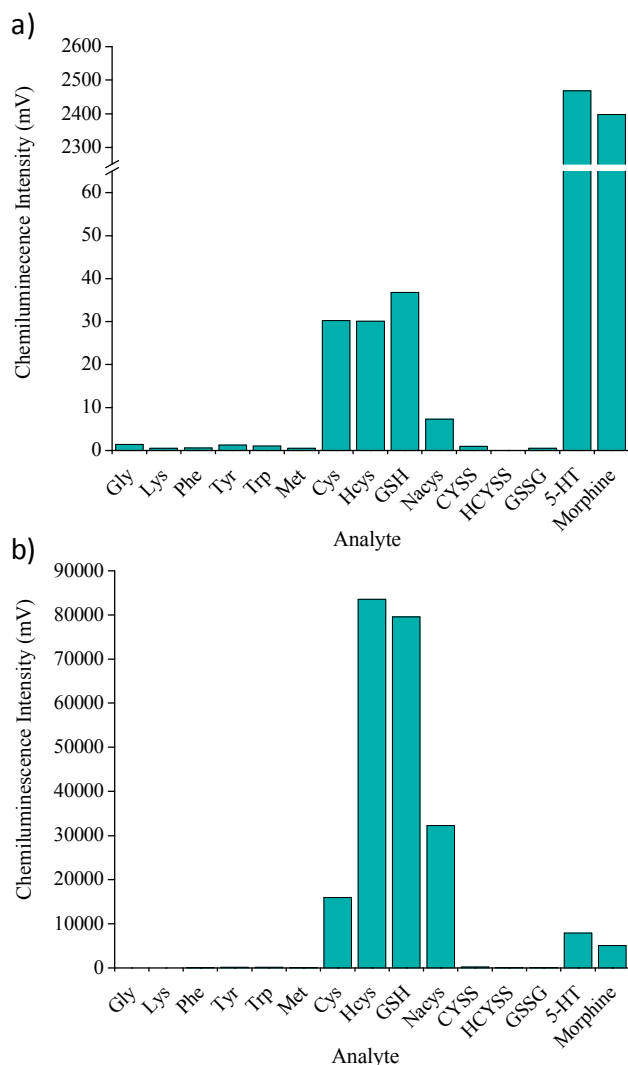 a)
Chemiluminecence Intensity (mV)
2600
2500
2400
2300
60
50
40
30
20
10
0
Gly
Lys
Phe
Tyr
Trp
Met
Cys
Hcys
GSH
Nacys
CYSS
HCYSS
GSSG
5-HT
Morphine
Analyte
b)
Chemiluminescence Intensity (mV)
90000
80000
70000
60000
50000
40000
30000
20000
10000
0
Gly
Lys
Phe
Tyr
Trp
Met
Cys
Hcys
GSH
Nacys
CYSS
HCYSS
GSSG
5-HT
Morphine
Analyte